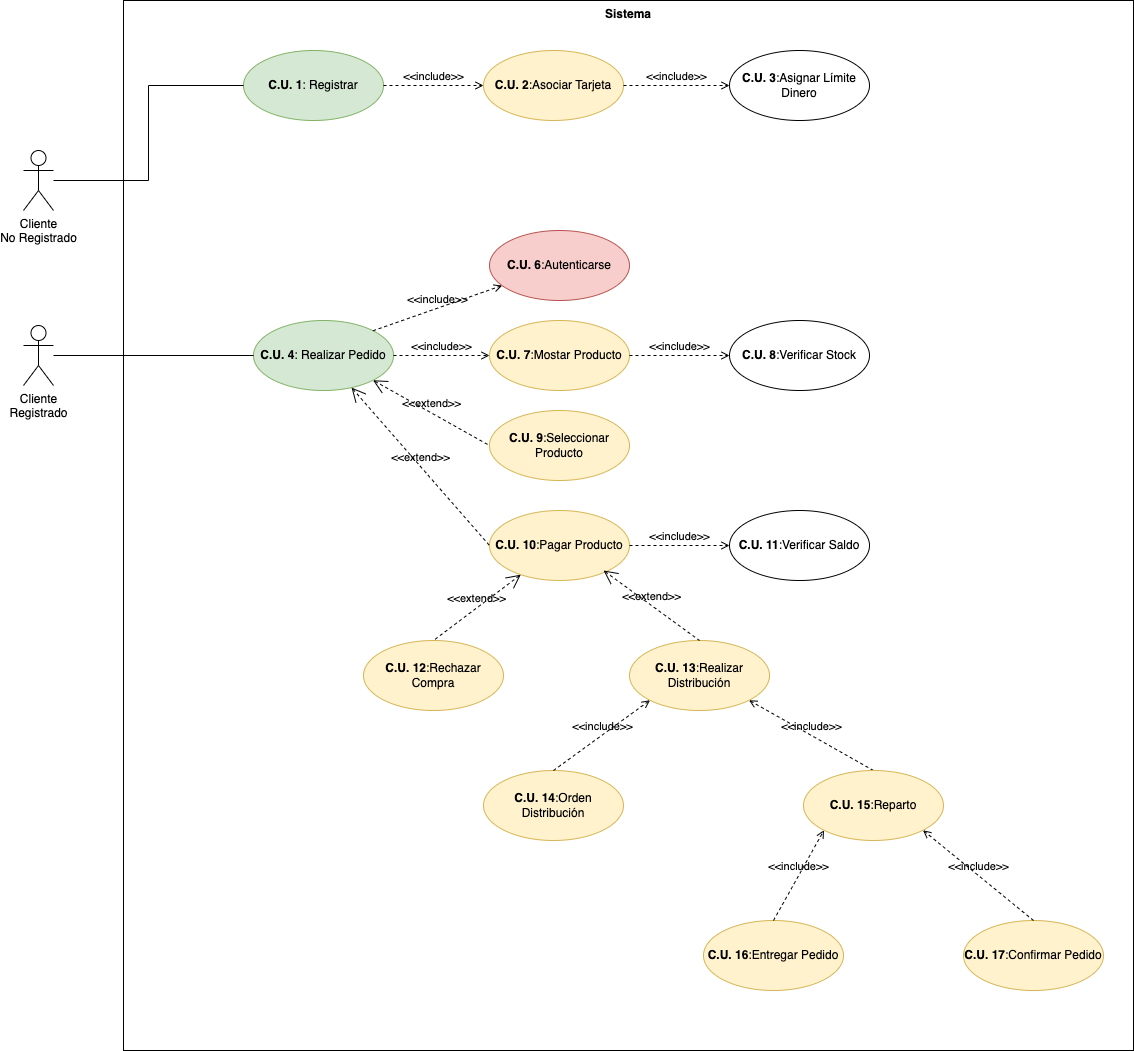 Sistema
C.U. 1: Registrar
<<include>>
C.U. 2:Asociar Tarjeta
<<include>>
C.U. 3:Asignar Límite
Dinero
Cliente
No Registrado
C.U. 6:Autenticarse
<<include>>
Cliente
Registrado
C.U. 4: Realizar Pedido
<<include>>
C.U. 7:Mostar Producto
<<include>>
C.U. 8:Verificar Stock
<<extend>>
C.U. 9:Seleccionar
Producto
<<extend>>
C.U. 10:Pagar Producto
<<include>>
C.U. 11:Verificar Saldo
<<extend>>
<<extend>>
C.U. 12:Rechazar
Compra
C.U. 13:Realizar
Distribución
<<include>>
<<include>>
C.U. 14:Orden
Distribución
C.U. 15:Reparto
<<include>>
<<include>>
C.U. 16:Entregar Pedido
C.U. 17:Confirmar Pedido